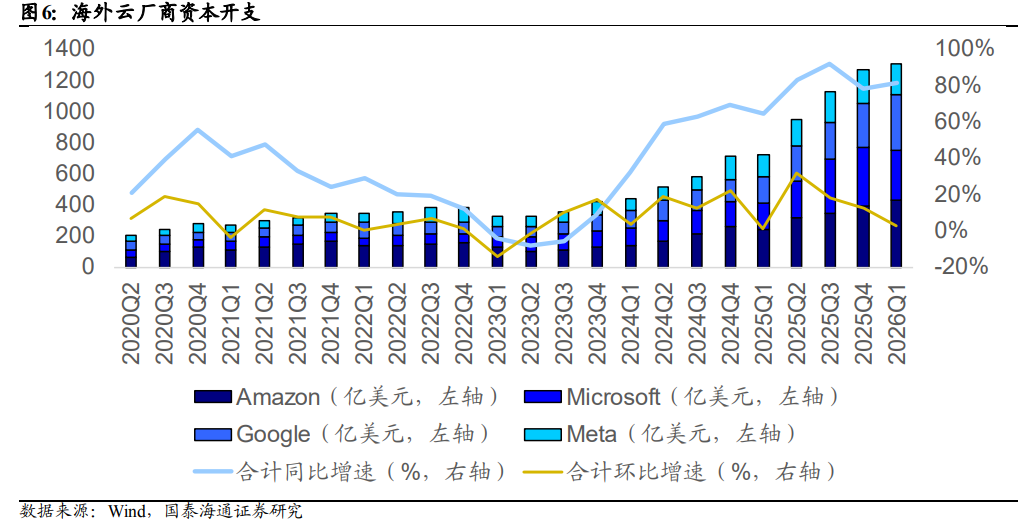 图6：海外云厂商资本开支
1400
1200
1000
800
600
400
200
0
100%
80%
60%
40%
20%
0%
-20%
2020Q2
2020Q3
2020Q4
2021Q1
2021Q2
2021Q3
2021Q4
2022Q1
2022Q2
2022Q3
2022Q4
2023Q1
2023Q2
2023Q3
2023Q4
2024Q1
2024Q2
2024Q3
2024Q4
2025Q1
2025Q2
2025Q3
2025Q4
2026Q1
Amazon（亿美元，左轴） Microsoft（亿美元，左轴）
Google（亿美元，左轴） Meta（亿美元，左轴）
合计同比增速（%，右轴） 合计环比增速（%，右轴）
数据来源：Wind，国泰海通证券研究